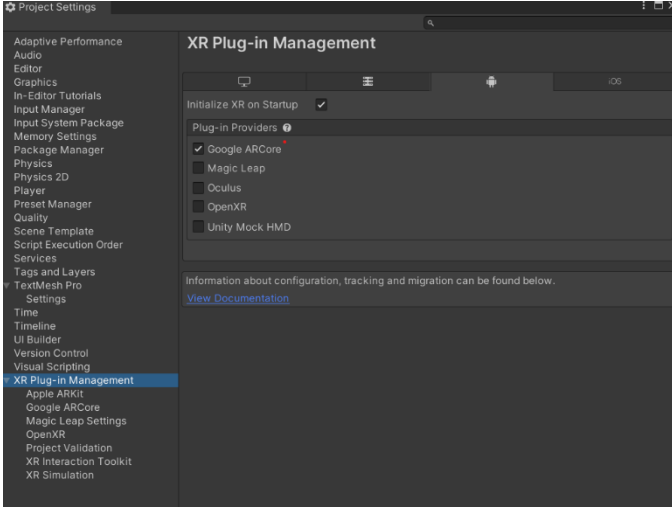 Project Settings
Adaptive Performance
Audio
Editor
Graphics
In-Editor Tutorials
Input Manager
Input System Package
Memory Settings
Package Manager
Physics
Physics 2D
Player
Preset Manager
Quality
Scene Template
Script Execution Order
Services
Tags and Layers
TextMesh Pro
Settings
Time
Timeline
UI Builder
Version Control
Visual Scripting
XR Plug-in Management
Apple ARKit
Google ARCore
Magic Leap Settings
OpenXR
Project Validation
XR Interaction Toolkit
XR Simulation
XR Plug-in Management
iOS
Initialize XR on Startup
Plug-in Providers
Google ARCore
Magic Leap
Oculus
OpenXR
Unity Mock HMD
Information about configuration, tracking and migration can be found below.
View Documentation